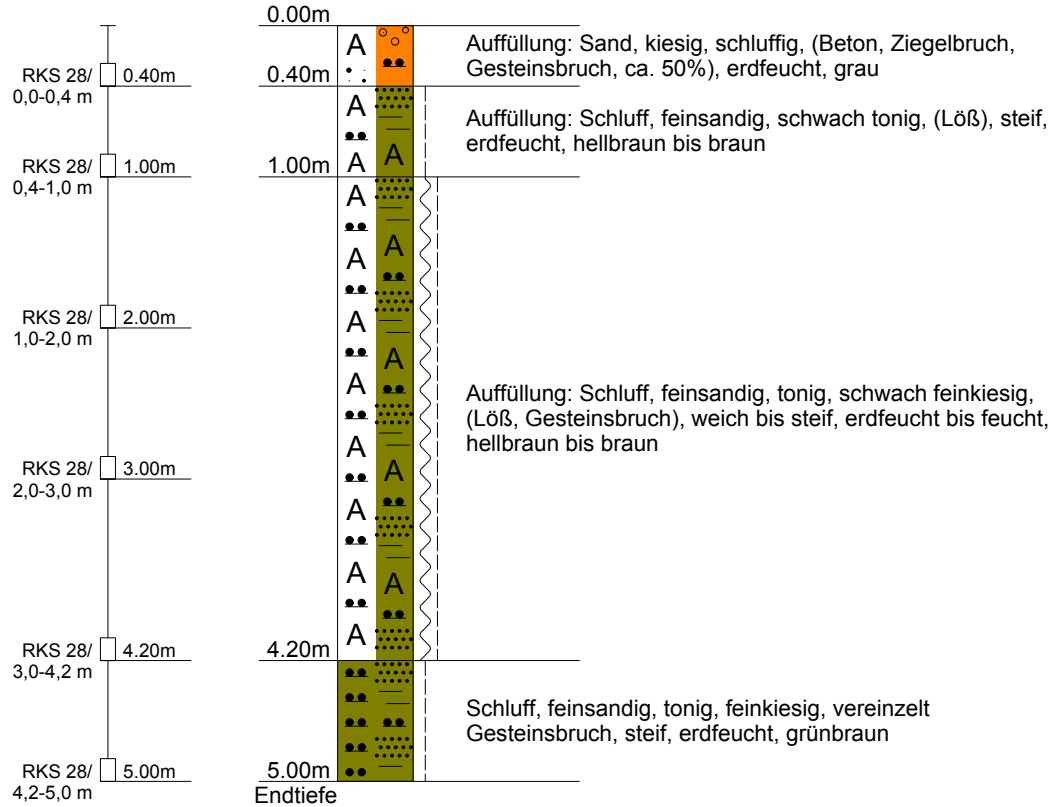 0.00m
A
Auffüllung: Sand, kiesig, schluffig, (Beton, Ziegelbruch,
Gesteinsbruch, ca. 50%), erdfeucht, grau
RKS 28/ 0.40m
0,0-0,4 m
0.40m
A
Auffüllung: Schluff, feinsandig, schwach tonig, (Löß), steif,
erdfeucht, hellbraun bis braun
A A
RKS 28/ 1.00m
0,4-1,0 m
1.00m
A
A
A
RKS 28/ 2.00m
1,0-2,0 m
A
A
A
Auffüllung: Schluff, feinsandig, tonig, schwach feinkiesig,
(Löß, Gesteinsbruch), weich bis steif, erdfeucht bis feucht,
hellbraun bis braun
A
A
RKS 28/ 3.00m
2,0-3,0 m
A
A
A
A
RKS 28/ 4.20m
3,0-4,2 m
4.20m
Schluff, feinsandig, tonig, feinkiesig, vereinzelt
Gesteinsbruch, steif, erdfeucht, grünbraun
RKS 28/ 5.00m
4,2-5,0 m
5.00m
Endtiefe